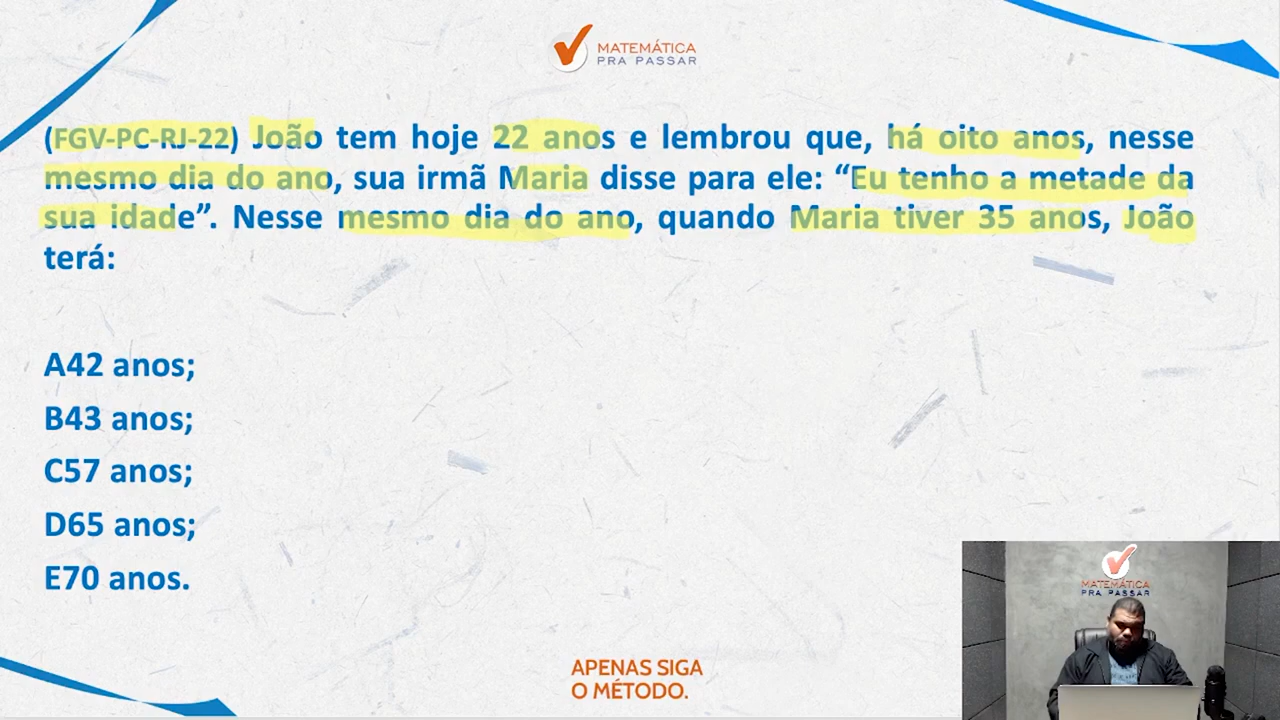 MATEMÁTICA
PRA PASSAR
(FGV-PC-RJ-22) João tem hoje 22 anos e lembrou que, há oito anos, nesse
mesmo dia do ano, sua irmã Maria disse para ele: “Eu tenho a metade da
sua idade”. Nesse mesmo dia do ano, quando Maria tiver 35 anos, João
terá:
A42 anos;
B43 anos;
C57 anos;
D65 anos;
E70 anos.
MATEMÁTICA
PRA PASSAR
APENAS SIGA
O MÉTODO.